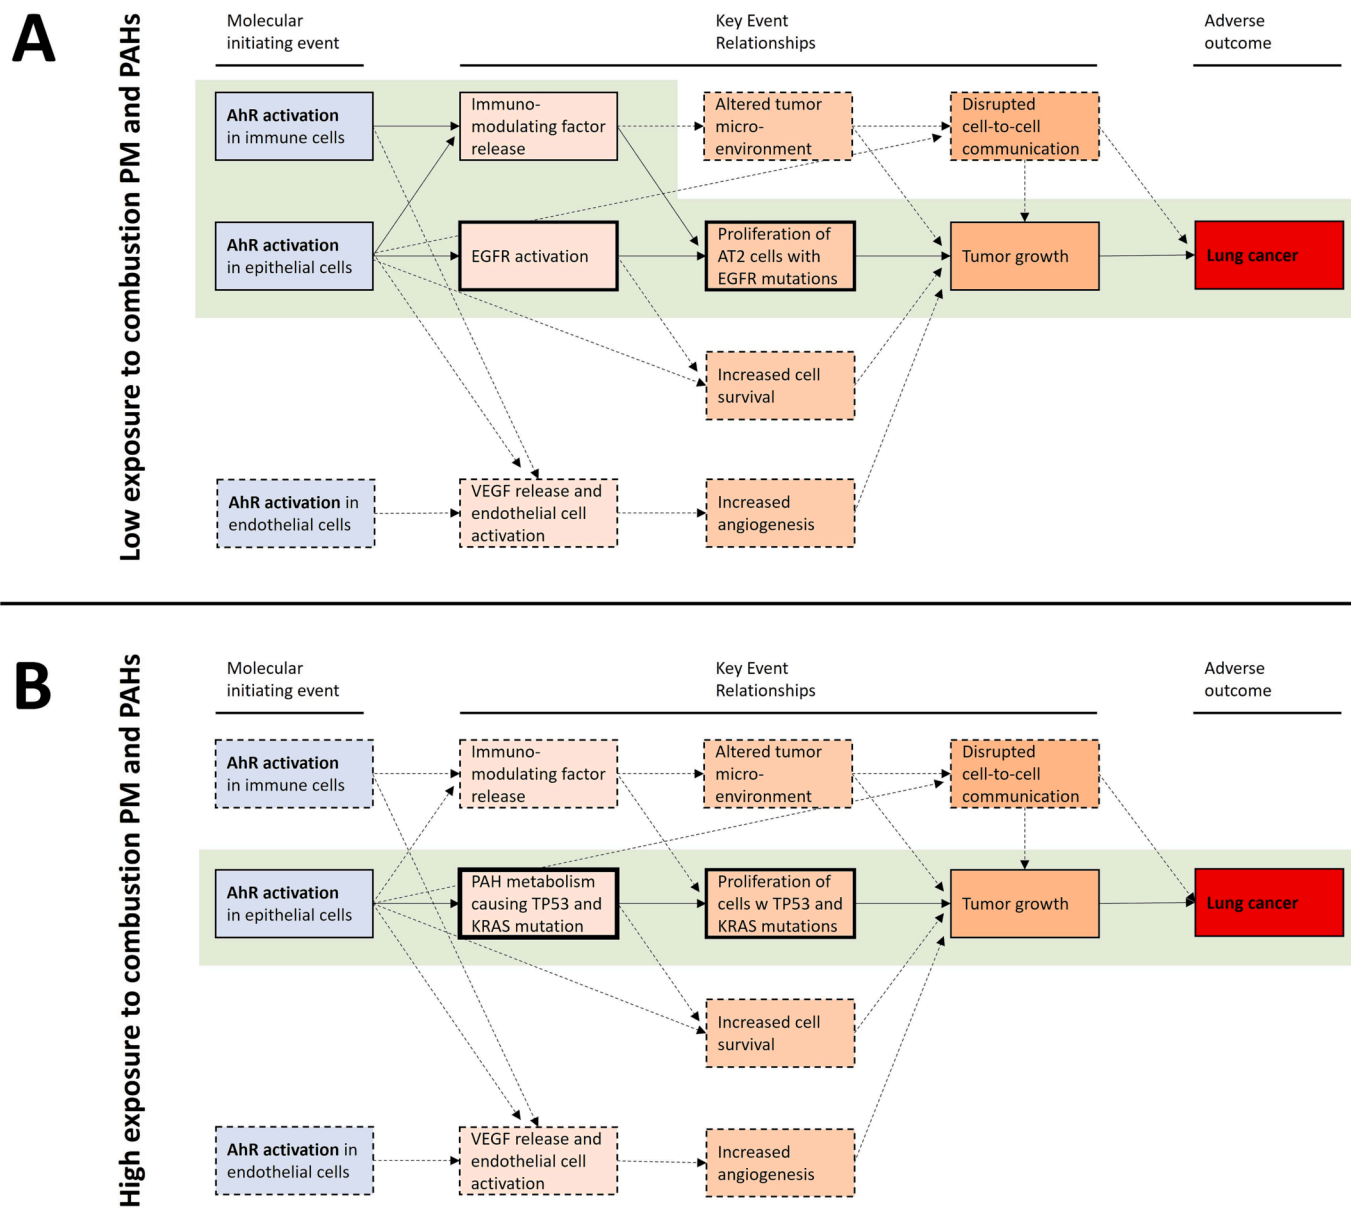 A
Low exposure to combustion PM and PAHs
Molecular
initiating event
Key Event
Relationships
Adverse
outcome
AhR activation
in immune cells
Immuno-
modulating factor
release
Altered tumor
micro-
environment
Disrupted
cell-to-cell
communication
AhR activation
in epithelial cells
EGFR activation
Proliferation of
AT2 cells with
EGFR mutations
Tumor growth
Lung cancer
Increased cell
survival
AhR activation in
endothelial cells
VEGF release and
endothelial cell
activation
Increased
angiogenesis
B
High exposure to combustion PM and PAHs
Molecular
initiating event
Key Event
Relationships
Adverse
outcome
AhR activation
in immune cells
Immuno-
modulating factor
release
Altered tumor
micro-
environment
Disrupted
cell-to-cell
communication
AhR activation
in epithelial cells
PAH metabolism
causing TP53 and
KRAS mutation
Proliferation of
cells w TP53 and
KRAS mutations
Tumor growth
Lung cancer
Increased cell
survival
AhR activation in
endothelial cells
VEGF release and
endothelial cell
activation
Increased
angiogenesis